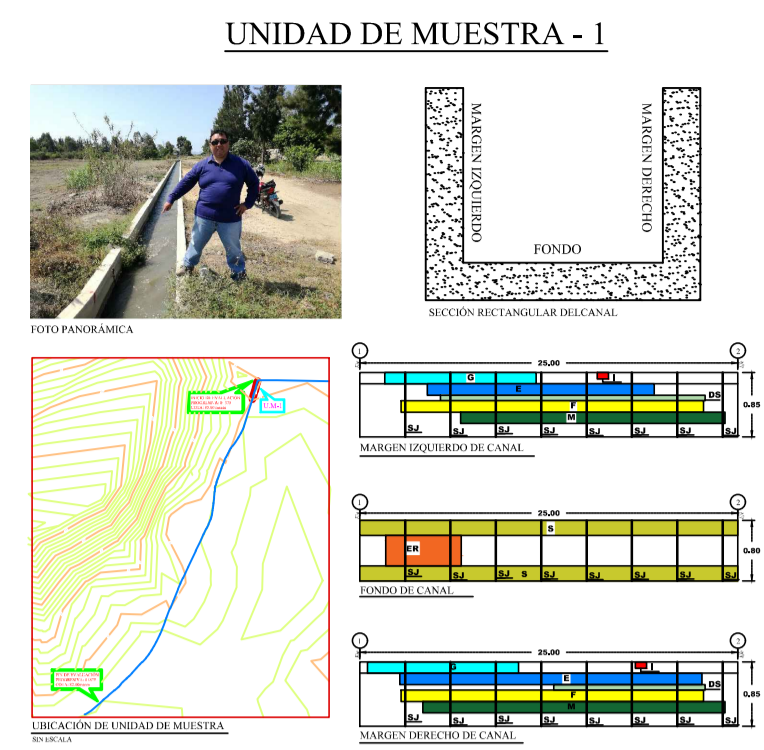 UNIDAD DE MUESTRA - 1
FOTO PANORÁMICA
MARGEN IZQUIERDO
MARGEN DERECHO
FONDO
SECCIÓN RECTANGULAR DELCANAL
U.M-1
UBICACIÓN DE UNIDAD DE MUESTRA
SIN ESCALA
1
2
25.00
G
I
E
DS
F
M
0.85
SJ
SJ
SJ
SJ
SJ
SJ
SJ
SJ
MARGEN IZQUIERDO DE CANAL
1
2
25.00
S
ER
0.80
SJ
SJ
SJ
S
SJ
SJ
SJ
SJ
SJ
FONDO DE CANAL
1
2
25.00
G
I
E
DS
F
M
0.85
SJ
SJ
SJ
SJ
SJ
SJ
SJ
SJ
MARGEN DERECHO DE CANAL